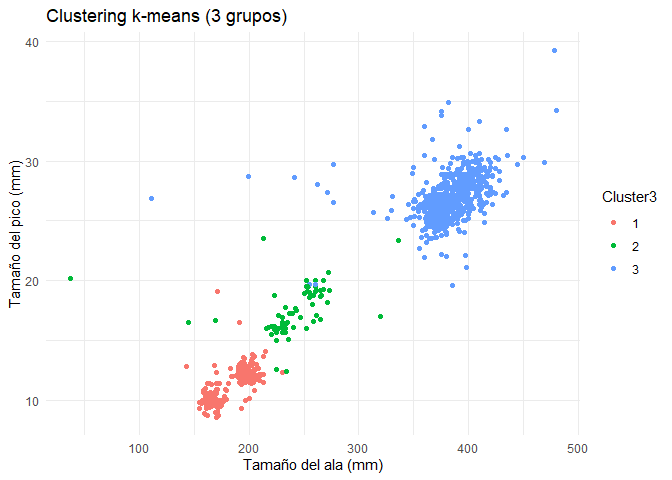 Clustering k-means (3 grupos)
40
30
20
10
Tamaño del pico (mm)
100 200 300 400 500
Tamaño del ala (mm)
Cluster3
1
2
3